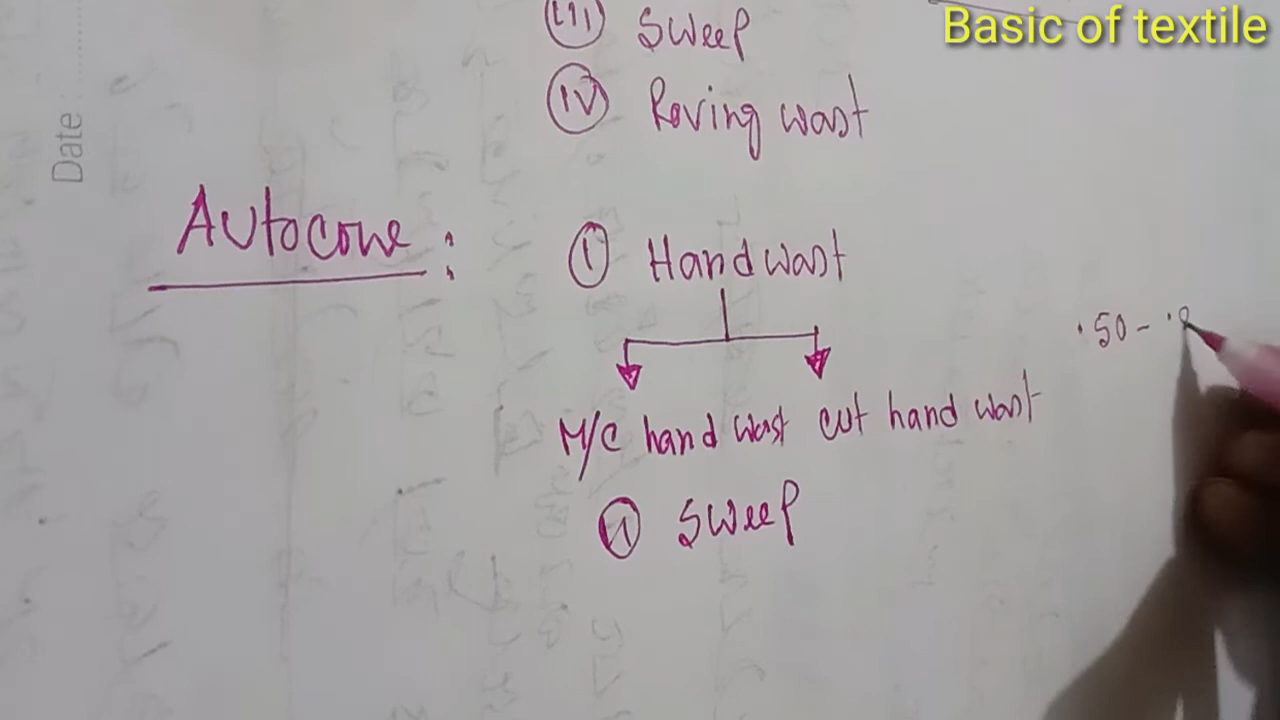 Basic of textile
(iii) Sweep
(iv) Roving wast
Date
Autocone :
(i) Hand wast
.50 - .
M/C hand wast cut hand wast
(ii) Sweep